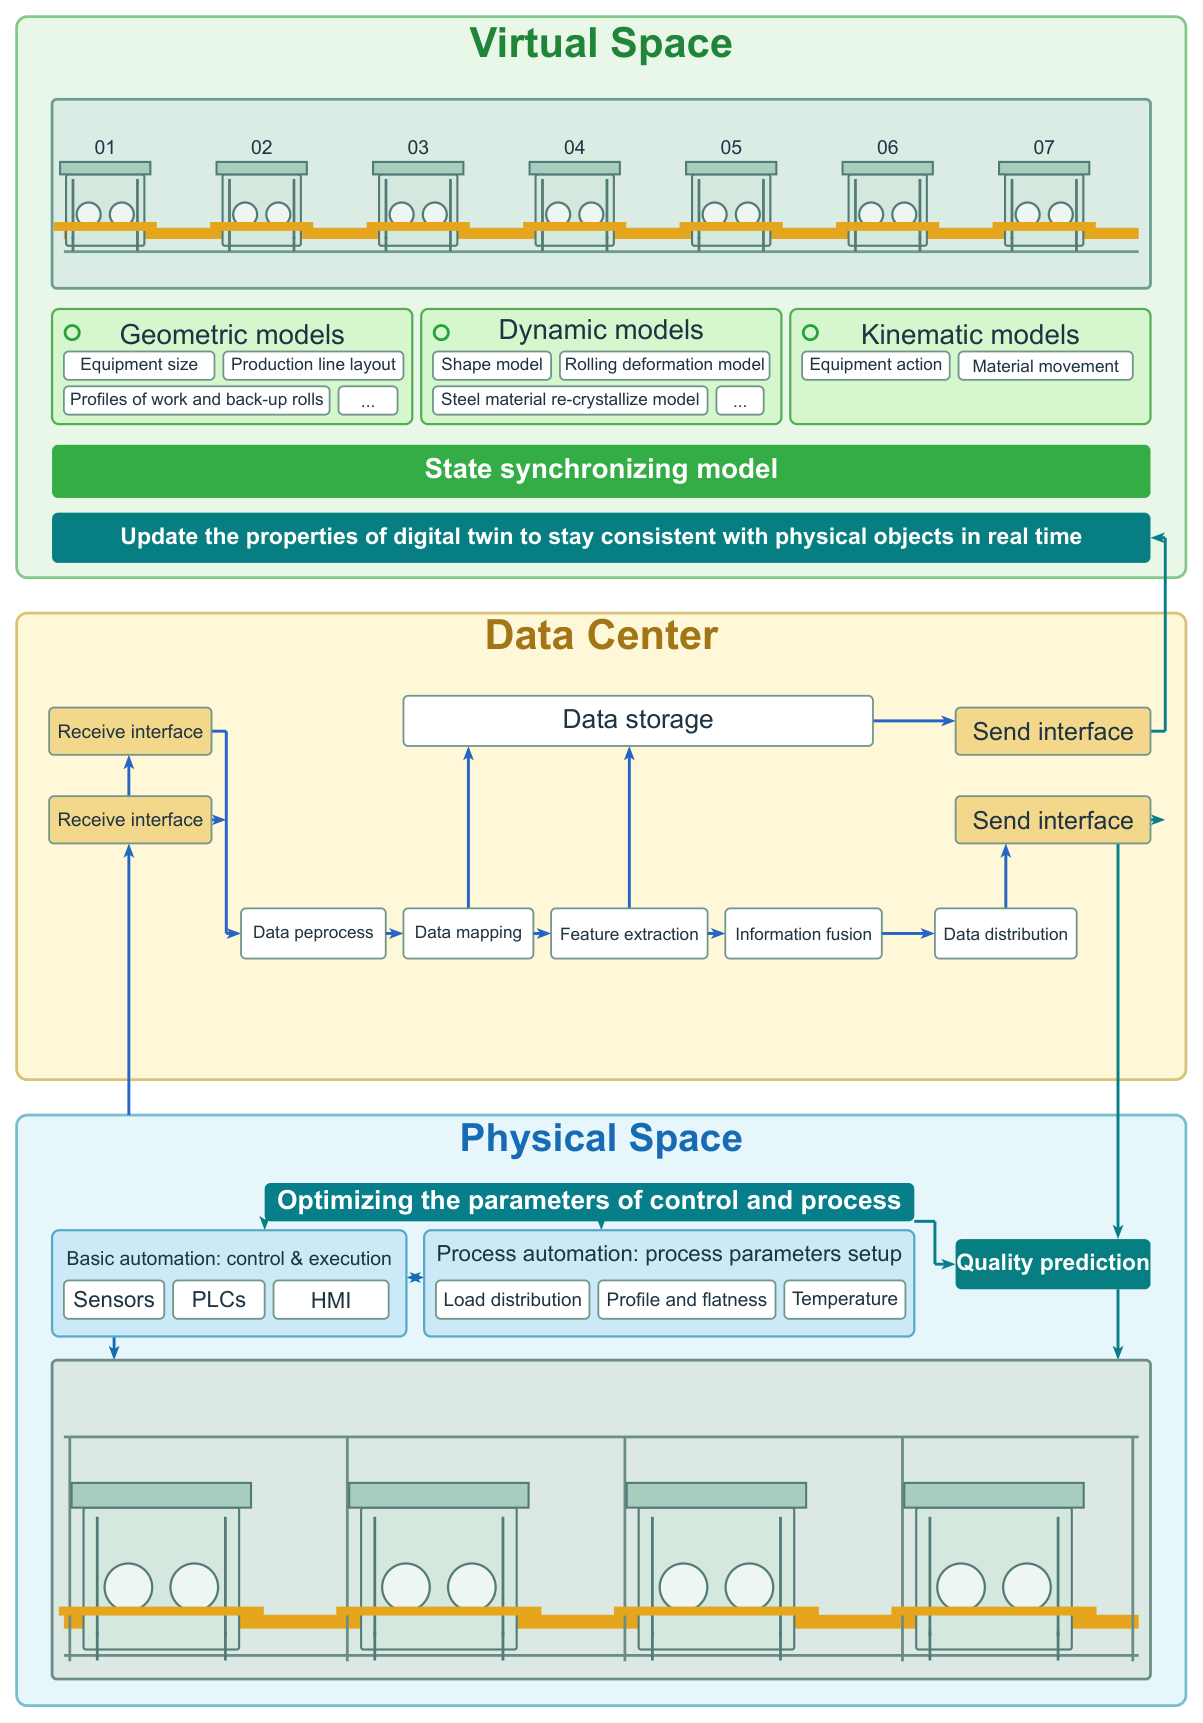 Virtual Space
01 02 03 04 05 06 07
Geometric models
Equipment size
Production line layout
Profiles of work and back-up rolls
...
Dynamic models
Shape model
Rolling deformation model
Steel material re-crystallize model
...
Kinematic models
Equipment action
Material movement
State synchronizing model
Update the properties of digital twin to stay consistent with physical objects in real time
Data Center
Receive interface
Data storage
Send interface
Receive interface
Send interface
Data peprocess
Data mapping
Feature extraction
Information fusion
Data distribution
Physical Space
Optimizing the parameters of control and process
Basic automation: control & execution
Sensors
PLCs
HMI
Process automation: process parameters setup
Load distribution
Profile and flatness
Temperature
Quality prediction